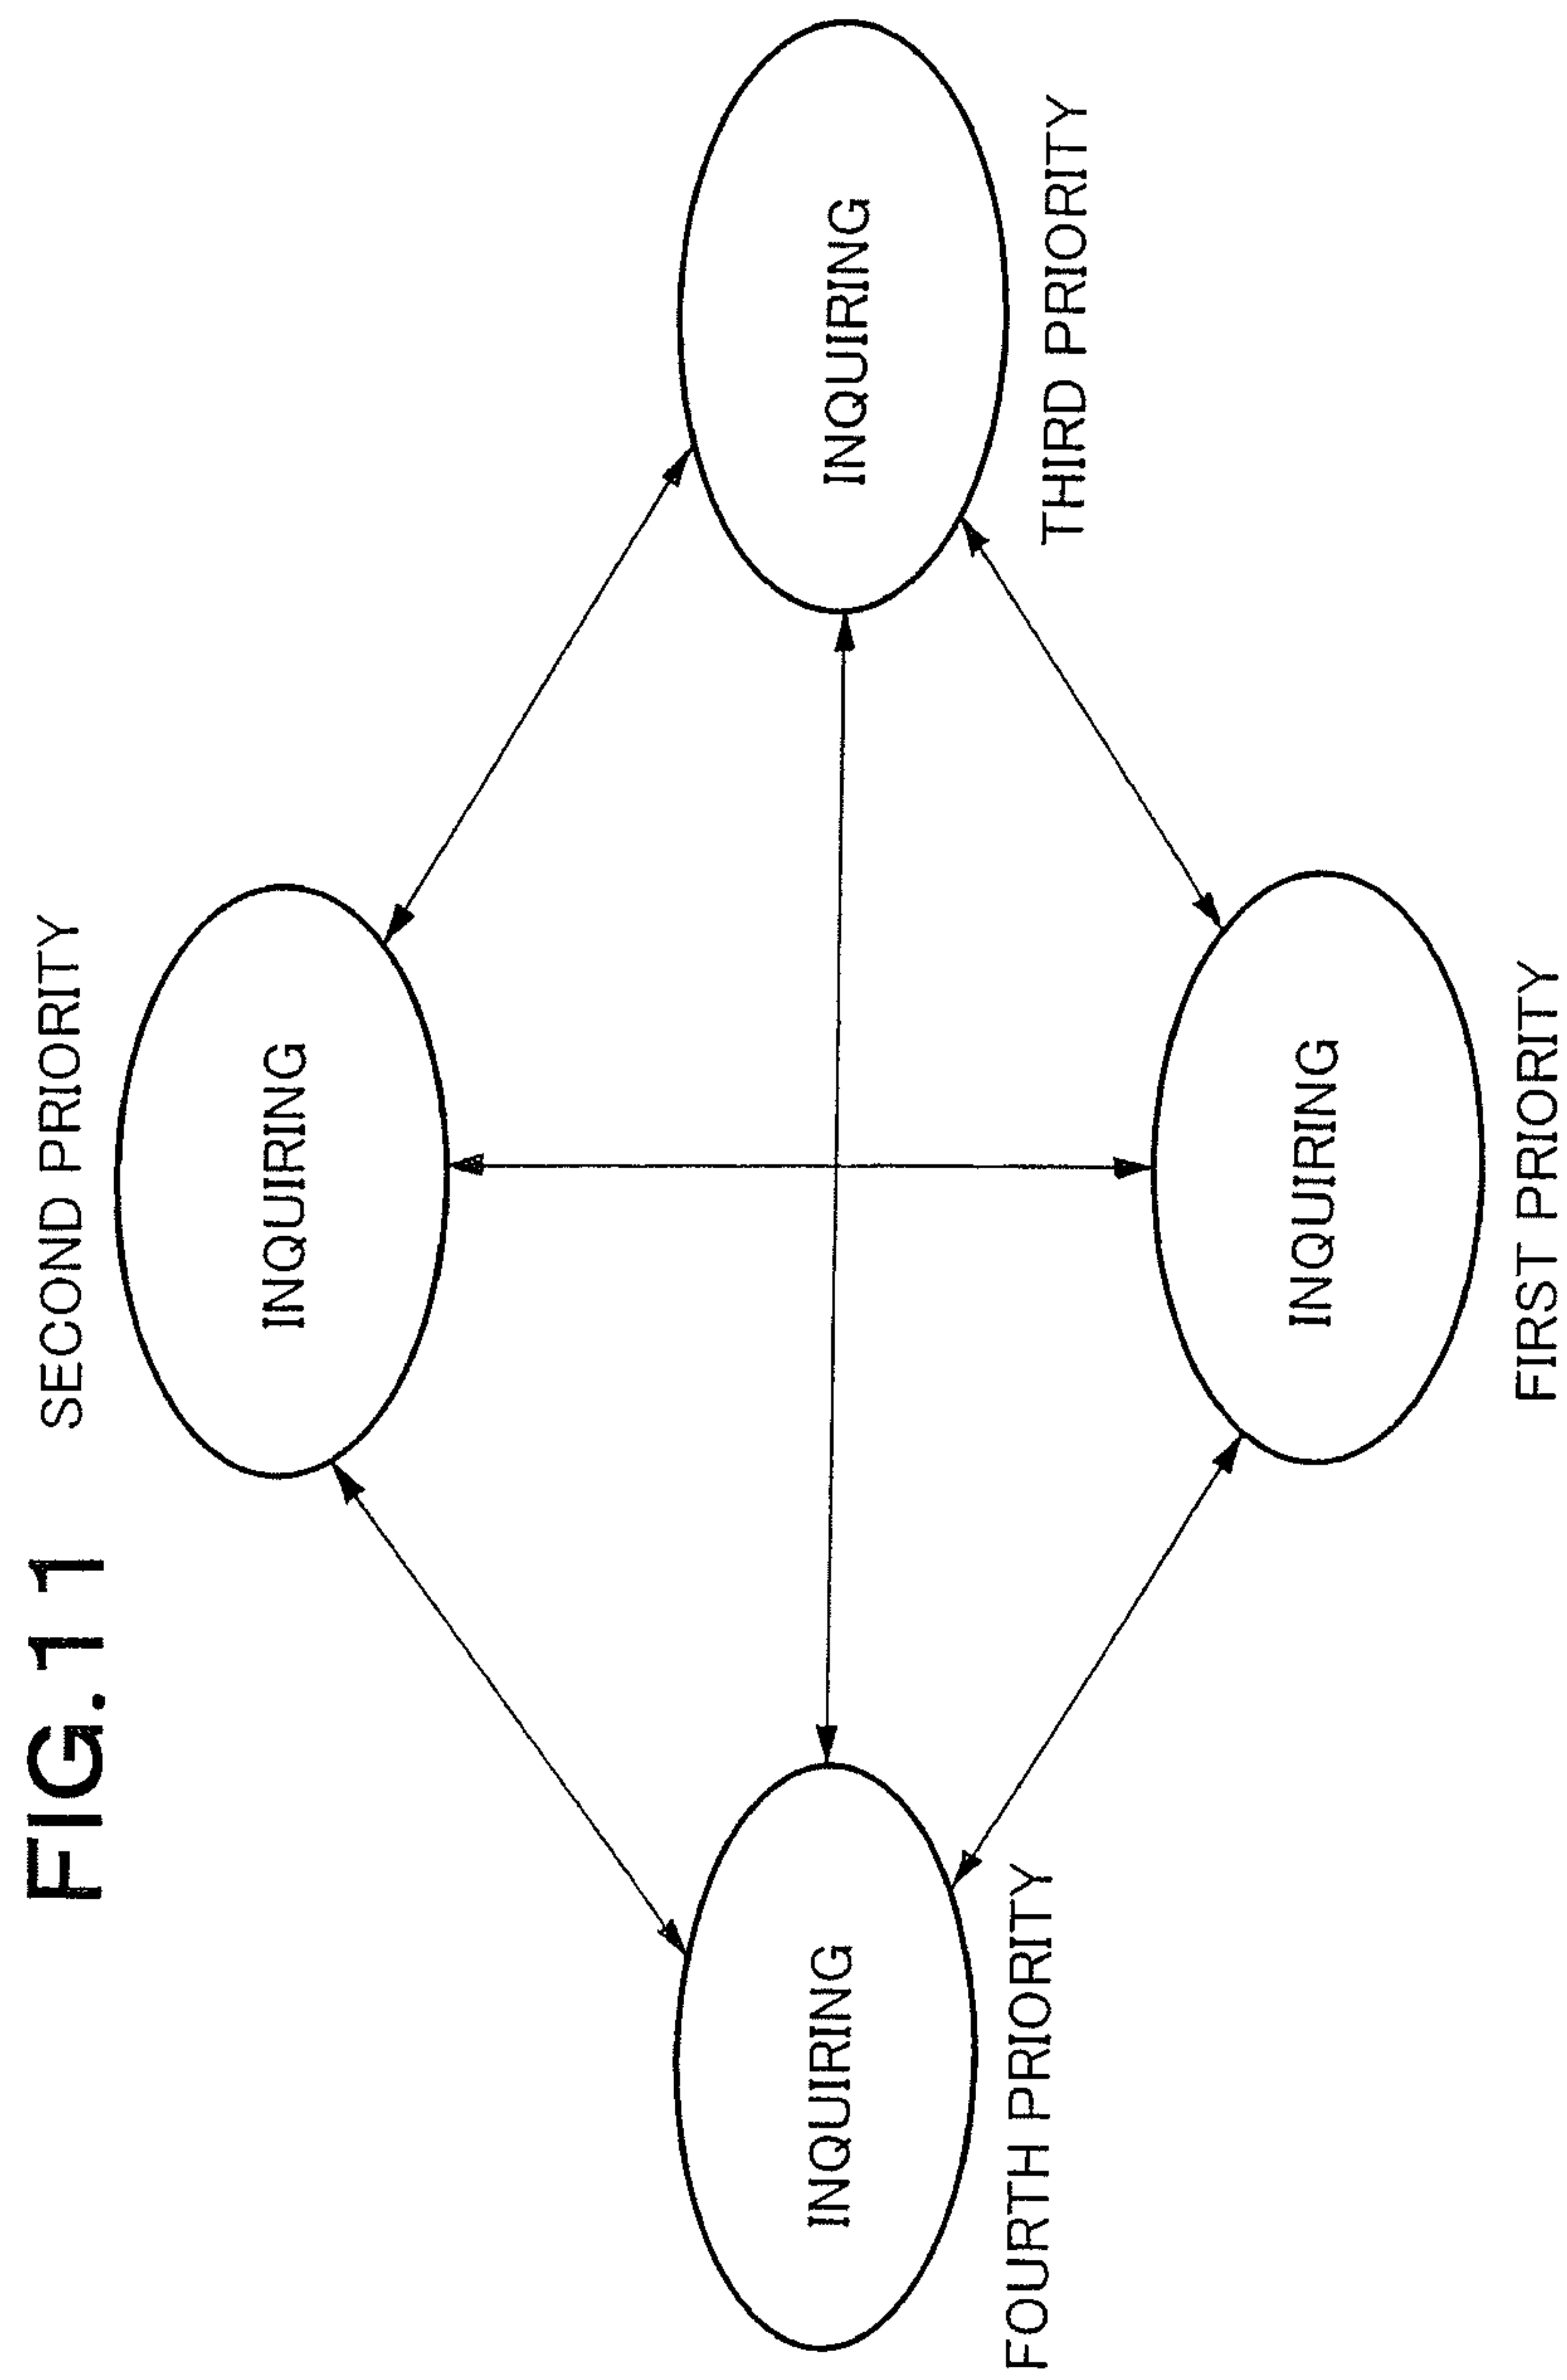 FIG.11
SECOND PRIORITY
INQUIRING
INQUIRING
FOURTH PRIORITY
INQUIRING
THIRD PRIORITY
INQUIRING
FIRST PRIORITY